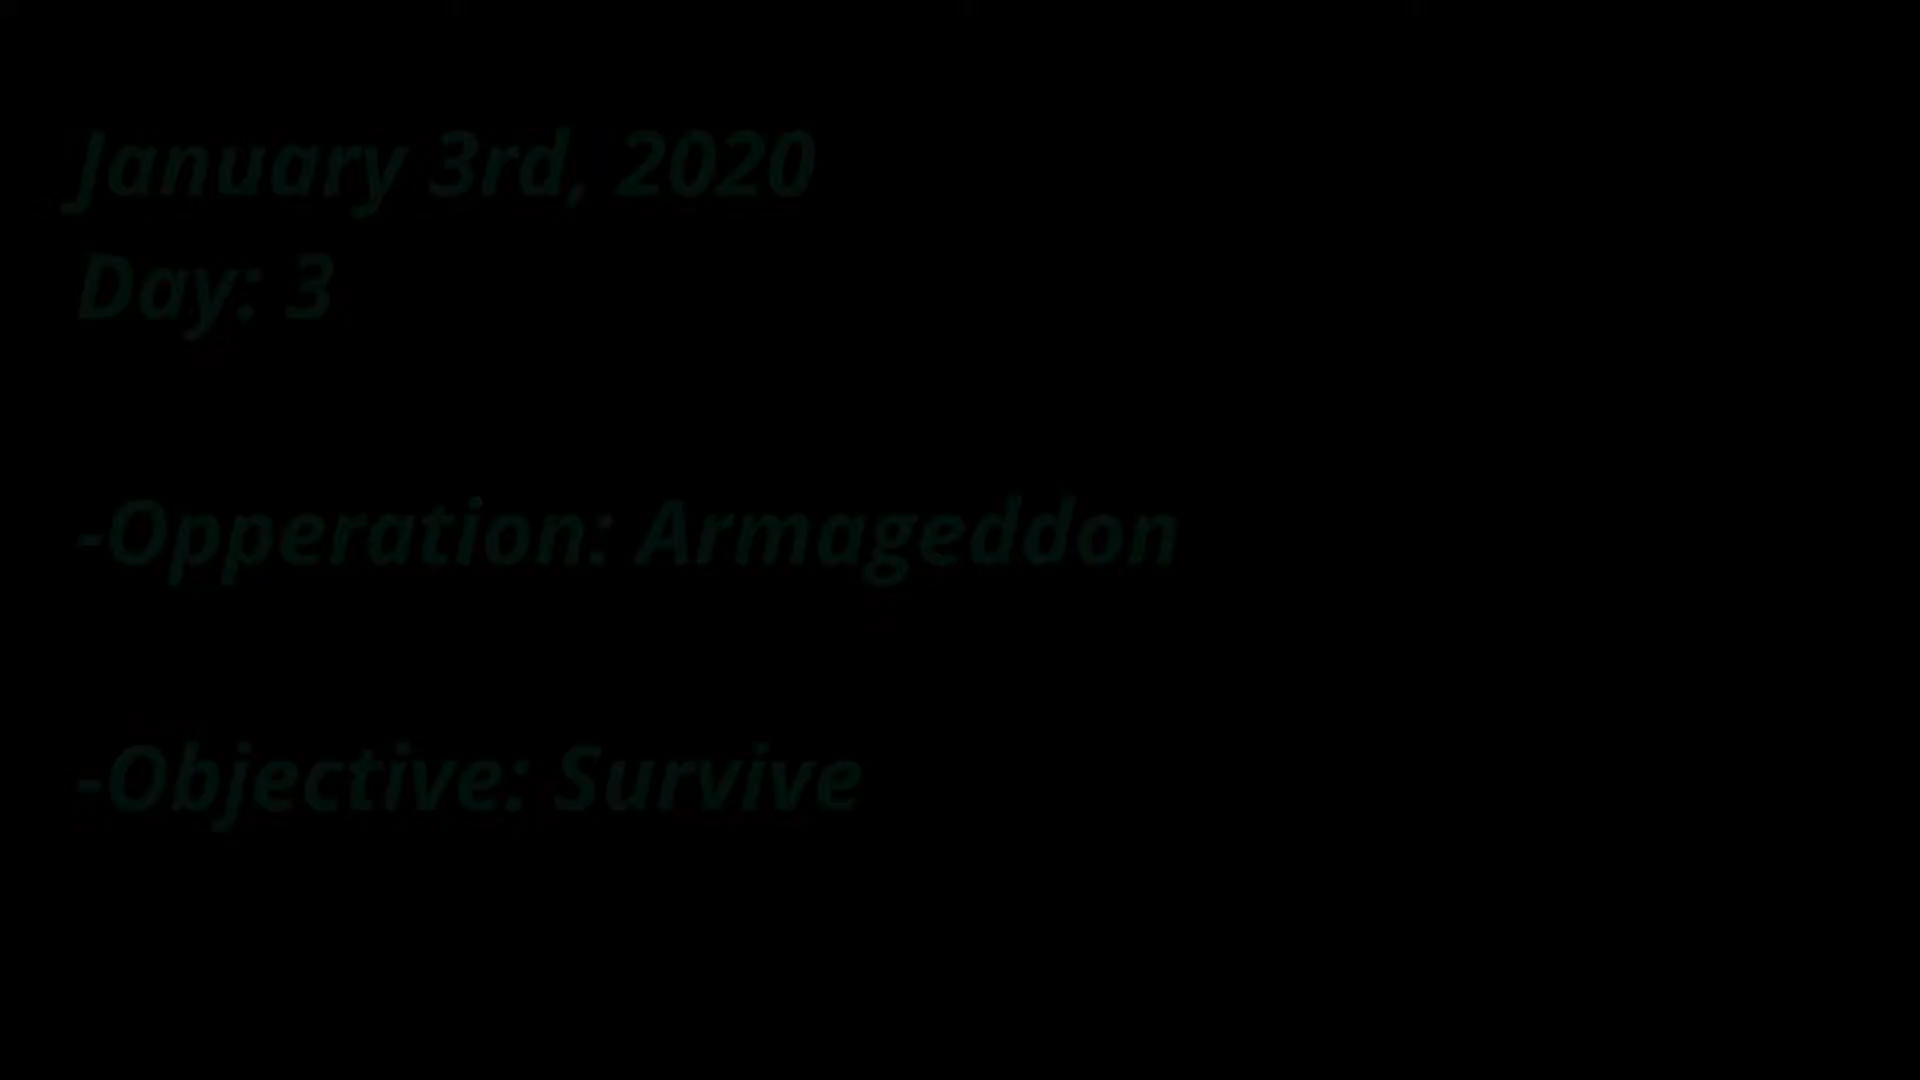 January 3rd, 2020
Day: 3
-Opperation: Armageddon
-Objective: Survive